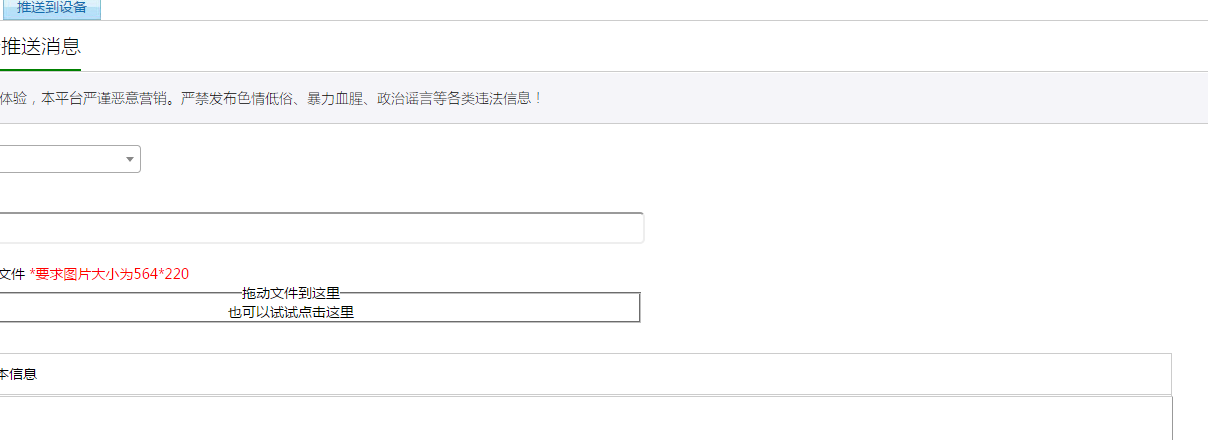 推送到设备
推送消息
体验，本平台严谨恶意营销。严禁发布色情低俗、暴力血腥、政治谣言等各类违法信息！
文件 *要求图片大小为564*220
拖动文件到这里
也可以试试点击这里
本信息